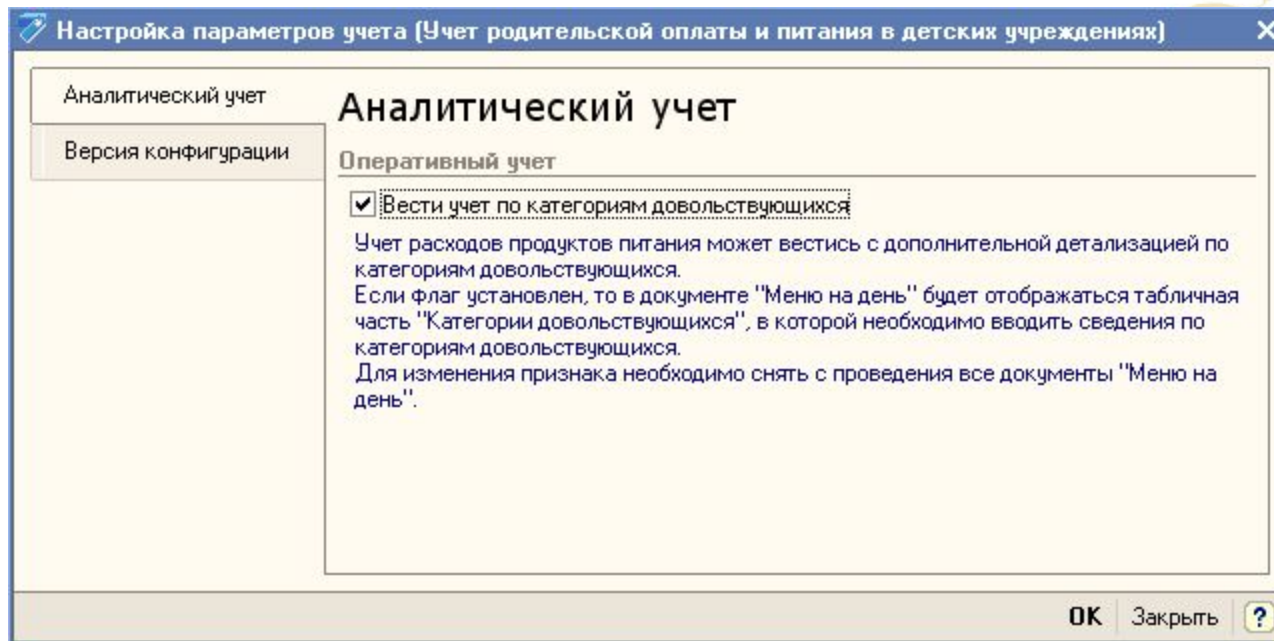 Настройка параметров учета (Учет родительской оплаты и питания в детских учреждениях)
Аналитический учет
Версия конфигурации
Аналитический учет
Оперативный учет
Вести учет по категориям довольствующихся
Учет расходов продуктов питания может вестись с дополнительной детализацией по
категориям довольствующихся.
Если флаг установлен, то в документе "Меню на день" будет отображаться табличная
часть "Категории довольствующихся", в которой необходимо вводить сведения по
категориям довольствующихся.
Для изменения признака необходимо снять с проведения все документы "Меню на
день".
OK Закрыть ?